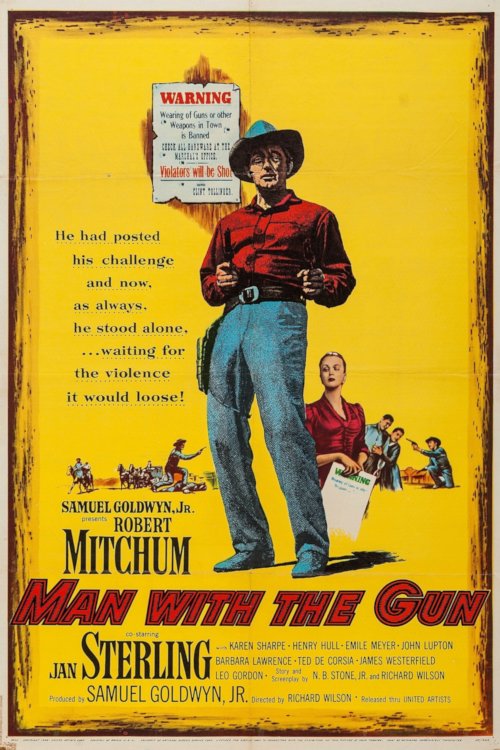 WARNING
Wearing of Guns or other
Weapons in Town
is Banned
CHECK ALL HARDWARE AT THE
MARSHAL'S OFFICE.
Violators will be Shot
CLINT TOLLINGER.
He had posted
his challenge
and now,
as always,
he stood alone,
...waiting for
the violence
it would loose!
WARNING
SAMUEL GOLDWYN, JR.
presents
ROBERT
MITCHUM
MAN WITH THE GUN
co-starring
JAN STERLING
with KAREN SHARPE · HENRY HULL · EMILE MEYER · JOHN LUPTON
BARBARA LAWRENCE · TED DE CORSIA · JAMES WESTERFIELD
LEO GORDON · Story and Screenplay by N. B. STONE, JR. and RICHARD WILSON
Produced by SAMUEL GOLDWYN, JR. Directed by RICHARD WILSON · Released thru UNITED ARTISTS